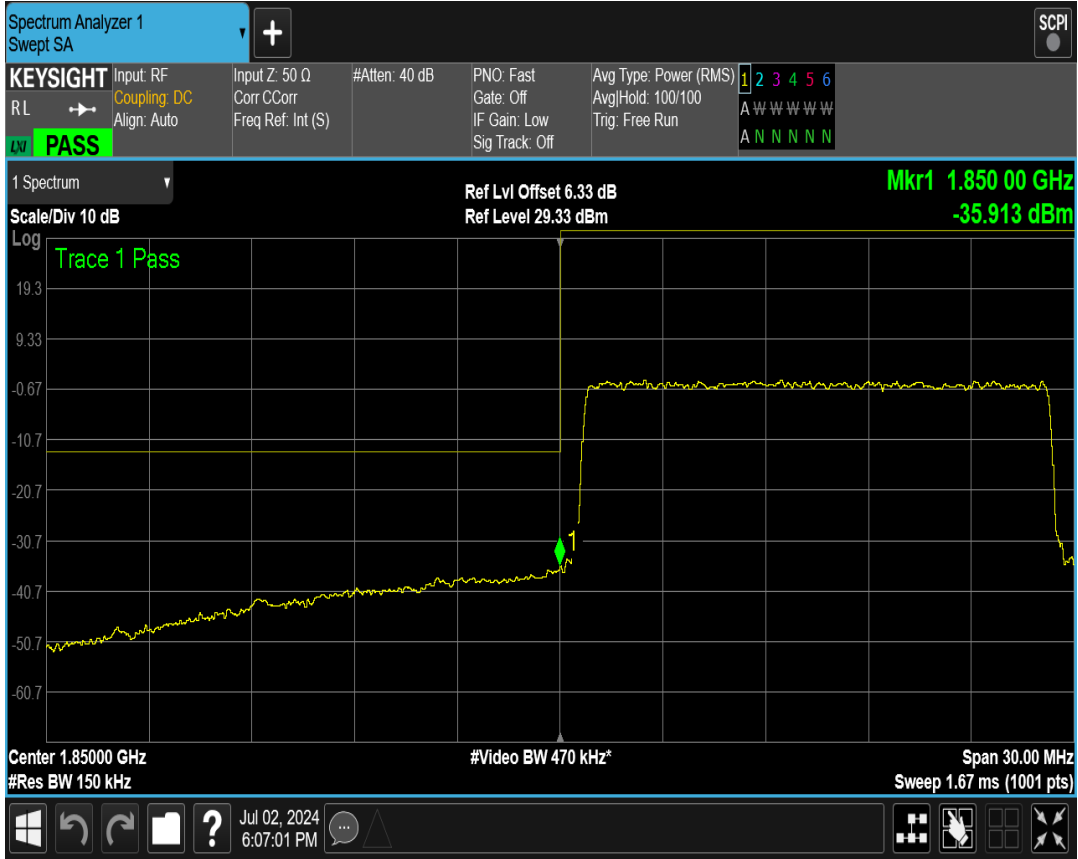 Spectrum Analyzer 1
Swept SA
+
SCPI
KEYSIGHT
R L
LXI PASS
Input: RF
Coupling: DC
Align: Auto
Input Z: 50 Ω
Corr CCorr
Freq Ref: Int (S)
#Atten: 40 dB
PNO: Fast
Gate: Off
IF Gain: Low
Sig Track: Off
Avg Type: Power (RMS)
Avg|Hold: 100/100
Trig: Free Run
1 2 3 4 5 6
A W W W W W
A N N N N N
1 Spectrum
Scale/Div 10 dB
Ref Lvl Offset 6.33 dB
Ref Level 29.33 dBm
Mkr1 1.850 00 GHz
-35.913 dBm
Log
Trace 1 Pass
19.3
9.33
-0.67
-10.7
-20.7
-30.7
-40.7
-50.7
-60.7
1
Center 1.85000 GHz
#Res BW 150 kHz
#Video BW 470 kHz*
Span 30.00 MHz
Sweep 1.67 ms (1001 pts)
?
Jul 02, 2024
6:07:01 PM